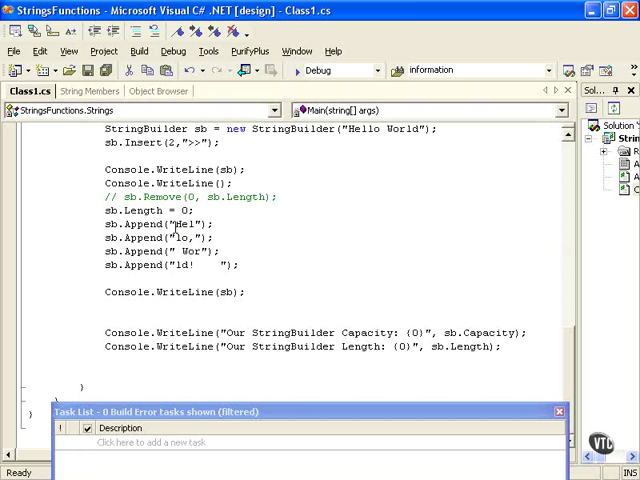 StringsFunctions - Microsoft Visual C# .NET [design] - Class1.cs
File Edit View Project Build Debug Tools PurifyPlus Window Help
Debug information
Class1.cs String Members Object Browser Solu
StringsFunctions.Strings Main(string[] args)
Solution
Strin
StringBuilder sb = new StringBuilder("Hello World");
sb.Insert(2,">>");
Console.WriteLine(sb);
Console.WriteLine();
// sb.Remove(0, sb.Length);
sb.Length = 0;
sb.Append("Hel");
sb.Append("lo,");
sb.Append(" Wor");
sb.Append("ld!    ");
Console.WriteLine(sb);
Console.WriteLine("Our StringBuilder Capacity: {0}", sb.Capacity);
Console.WriteLine("Our StringBuilder Length: {0}", sb.Length);
}
}
}
Task List - 0 Build Error tasks shown (filtered)
! Description
Click here to add a new task
VTC
Ready